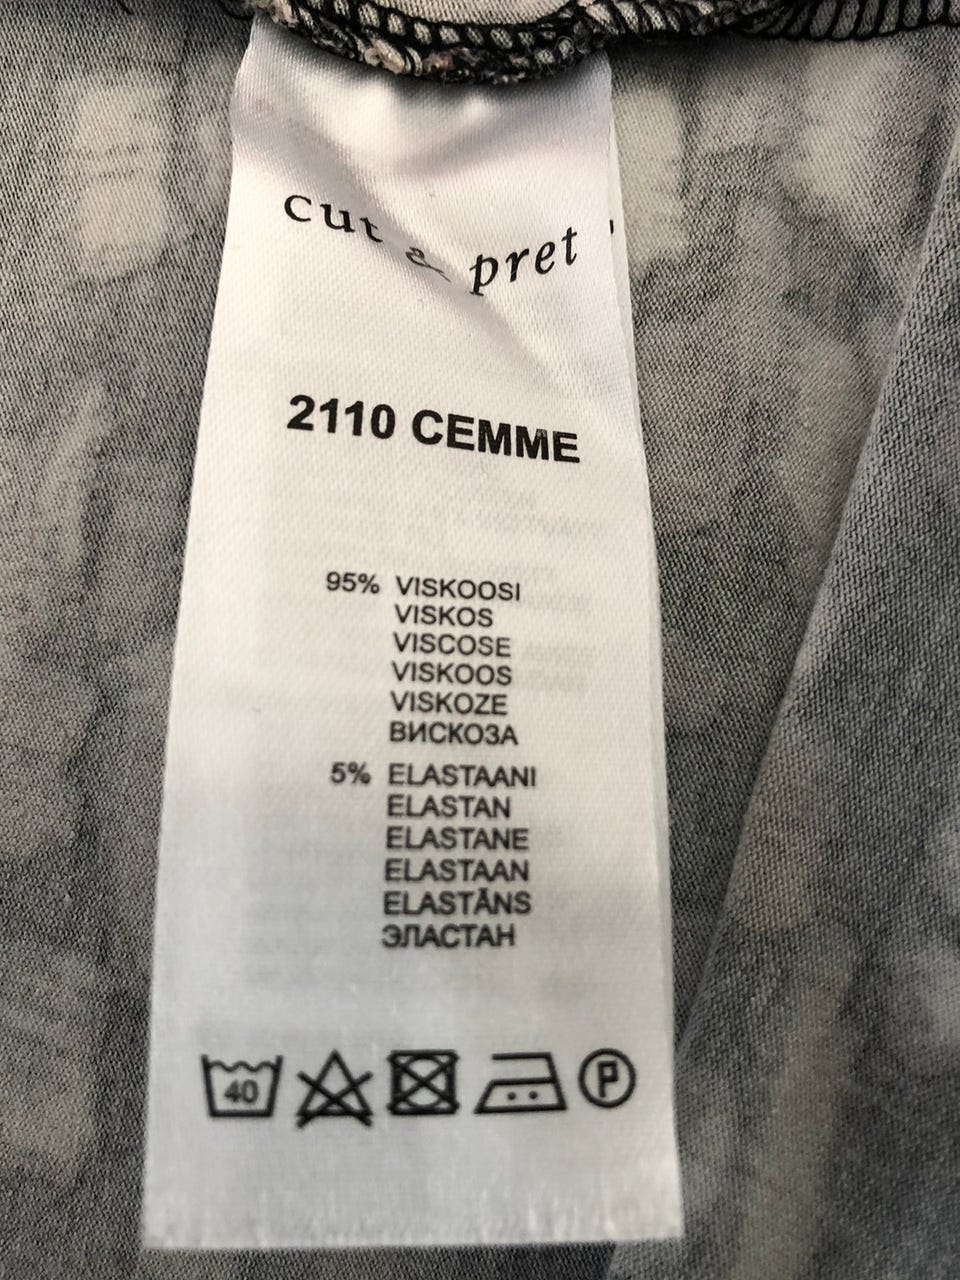 cut & pret
2110 CEMME
95% VISKOOSI
VISKOS
VISCOSE
VISKOOS
VISKOZE
ВИСКОЗА
5% ELASTAANI
ELASTAN
ELASTANE
ELASTAAN
ELASTĀNS
ЭЛАСТАН
40
P